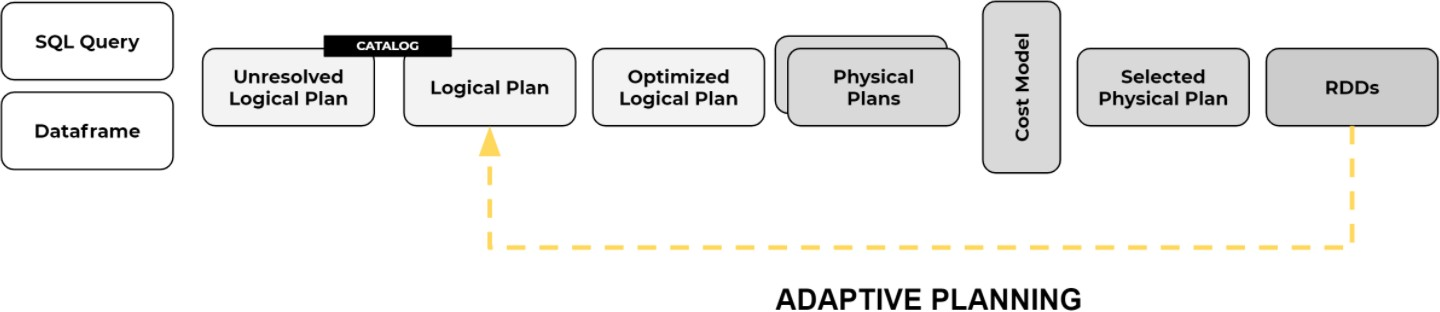 SQL Query
Dataframe
CATALOG
Unresolved
Logical Plan
Logical Plan
Optimized
Logical Plan
Physical
Plans
Cost Model
Selected
Physical Plan
RDDs
ADAPTIVE PLANNING